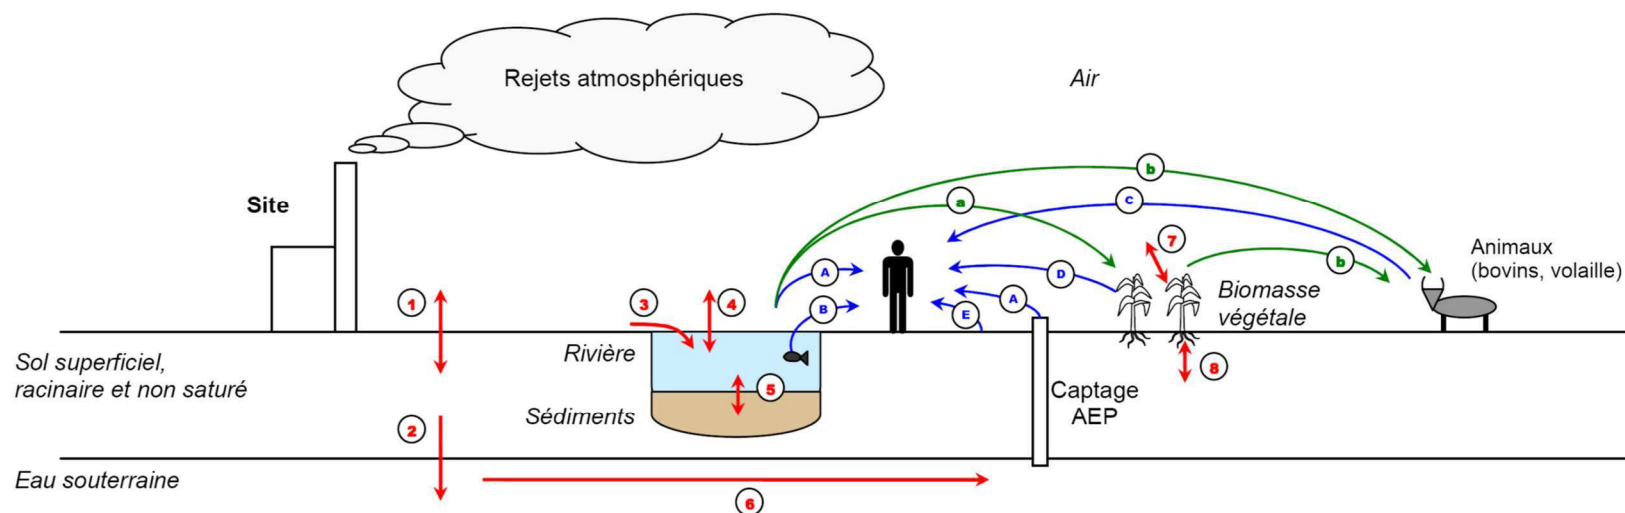 Rejets atmosphériques
Air
b
Site
a
C
7
Animaux
(bovins, volaille)
b
A
D
Biomasse
végétale
1
3
4
B
E
A
Rivière
Sol superficiel,
racinaire et non saturé
8
5
Captage
AEP
Sédiments
2
Eau souterraine
6